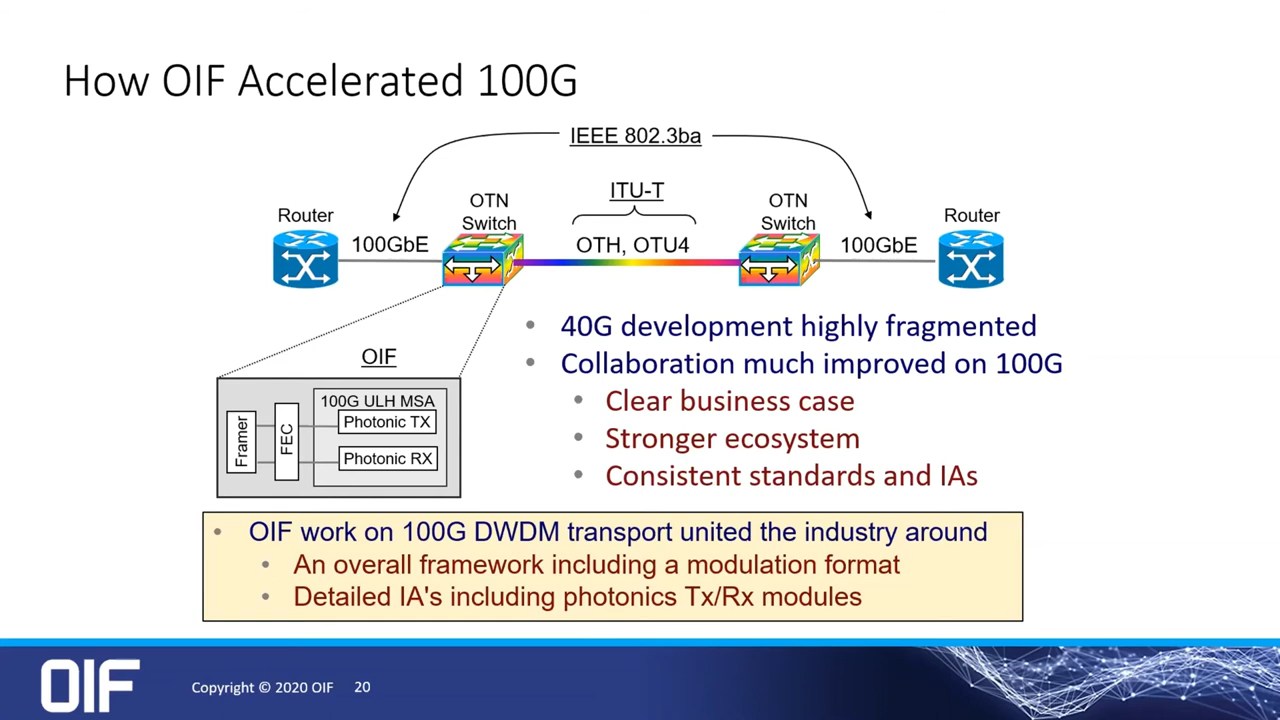 How OIF Accelerated 100G
IEEE 802.3ba
ITU-T
OTN
Switch
OTN
Switch
Router
Router
100GbE
OTH, OTU4
100GbE
OIF
100G ULH MSA
Framer
FEC
Photonic TX
Photonic RX
• 40G development highly fragmented
• Collaboration much improved on 100G
• Clear business case
• Stronger ecosystem
• Consistent standards and IAs
• OIF work on 100G DWDM transport united the industry around
• An overall framework including a modulation format
• Detailed IA's including photonics Tx/Rx modules
OIF
Copyright © 2020 OIF 20